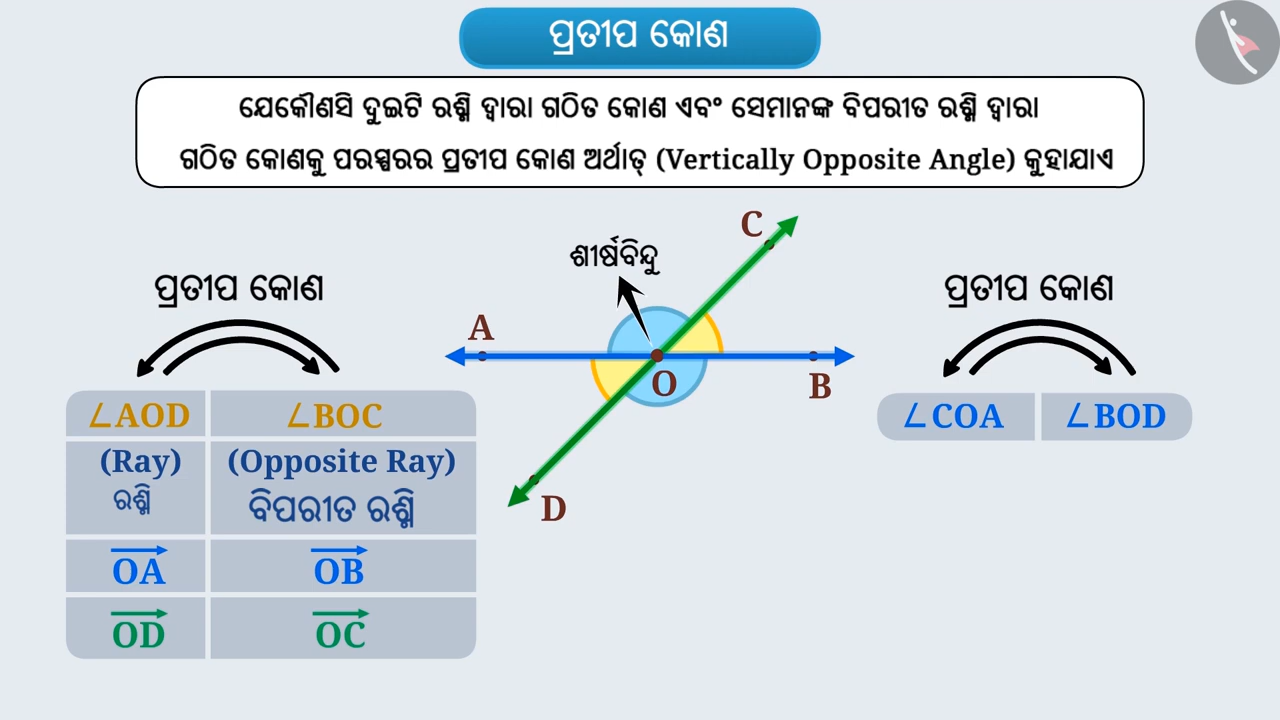 ପ୍ରତୀପ କୋଣ
ଯେକୌଣସି ଦୁଇଟି ରଶ୍ମି ଦ୍ୱାରା ଗଠିତ କୋଣ ଏବଂ ସେମାନଙ୍କ ବିପରୀତ ରଶ୍ମି ଦ୍ୱାରା
ଗଠିତ କୋଣକୁ ପରସ୍ପରର ପ୍ରତୀପ କୋଣ ଅର୍ଥାତ୍ (Vertically Opposite Angle) କୁହାଯାଏ
C
ଶୀର୍ଷବିନ୍ଦୁ
A
O
B
D
ପ୍ରତୀପ କୋଣ
∠AOD ∠BOC
(Ray) (Opposite Ray)
ରଶ୍ମି ବିପରୀତ ରଶ୍ମି
OA OB
OD OC
ପ୍ରତୀପ କୋଣ
∠COA ∠BOD